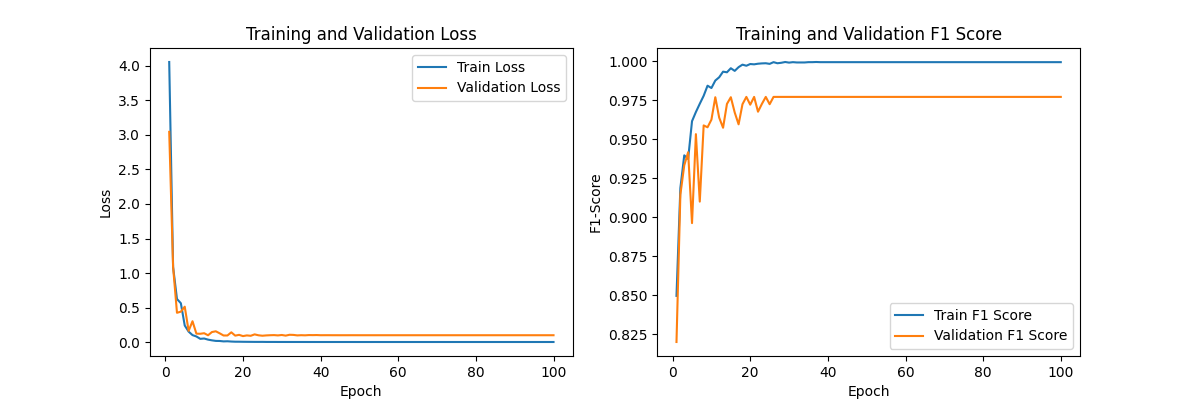 Training and Validation Loss
4.0
3.5
3.0
2.5
2.0
1.5
1.0
0.5
0.0
Loss
0
20
40
60
80
100
Epoch
Train Loss
Validation Loss
Training and Validation F1 Score
1.000
0.975
0.950
0.925
0.900
0.875
0.850
0.825
F1-Score
0
20
40
60
80
100
Epoch
Train F1 Score
Validation F1 Score